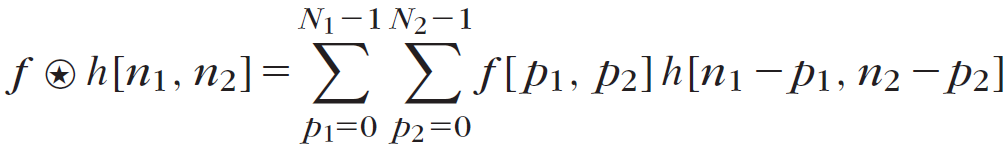 f ⍟ h[n₁, n₂] = ∑_{p₁=0}^{N₁−1} ∑_{p₂=0}^{N₂−1} f[p₁, p₂] h[n₁ − p₁, n₂ − p₂]